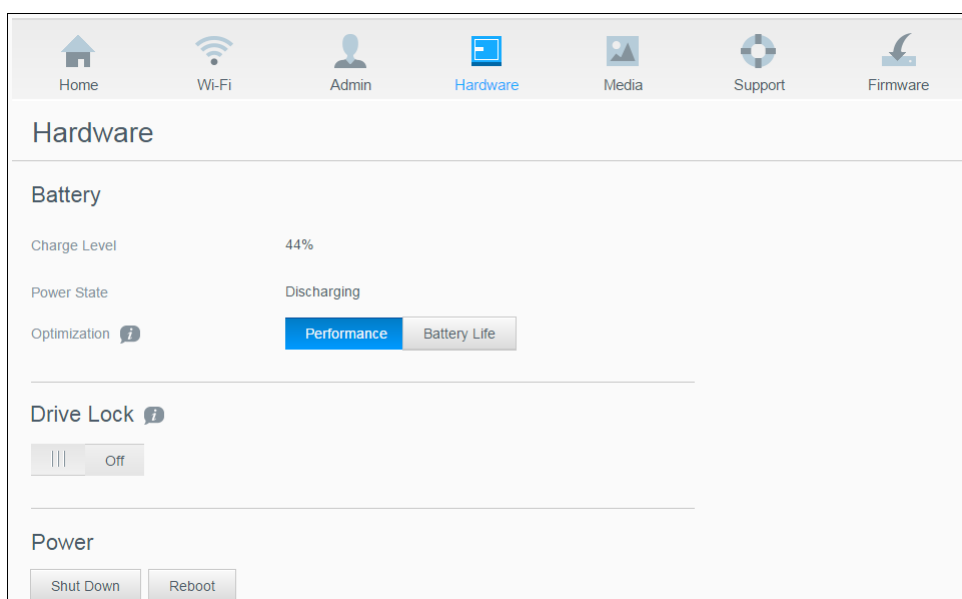 Home Wi-Fi Admin Hardware Media Support Firmware
Hardware
Battery
Charge Level 44%
Power State Discharging
Optimization i Performance Battery Life
Drive Lock i
Off
Power
Shut Down Reboot